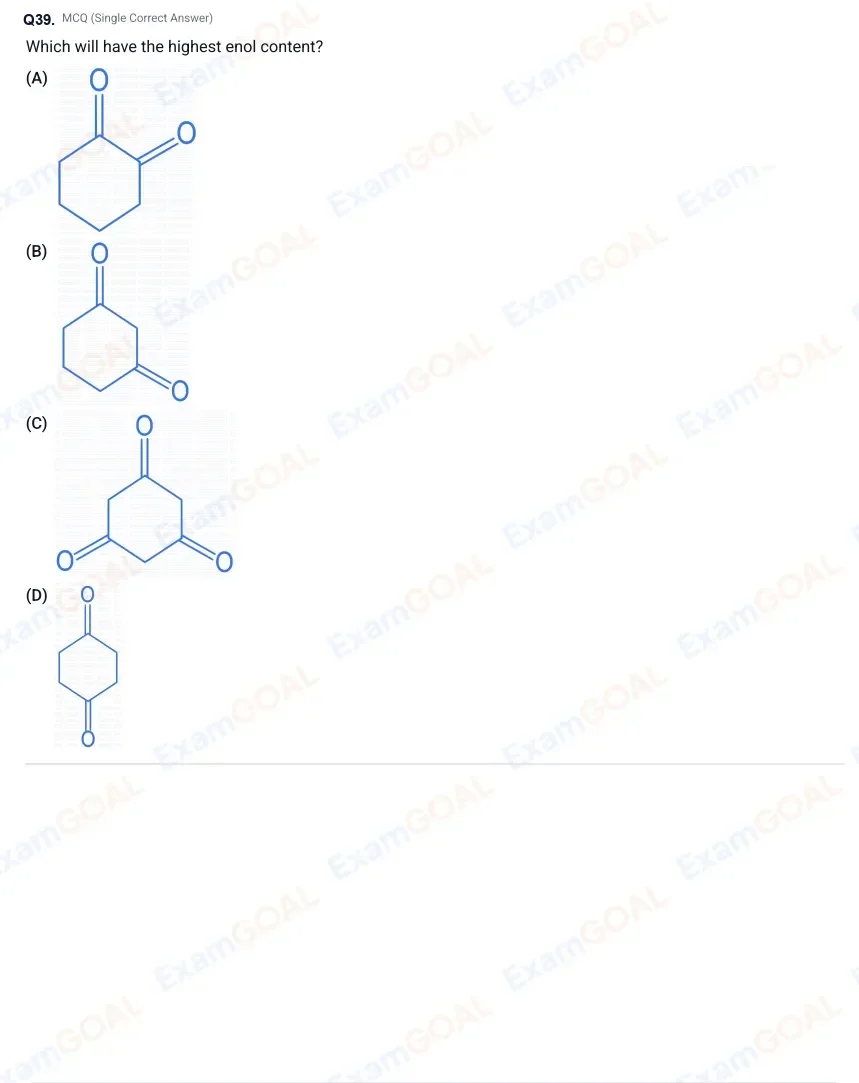 Q39. MCQ (Single Correct Answer)
Which will have the highest enol content?
(A)
O
O
(B)
O
O
(C)
O
O
O
(D)
O
O
ExamGOAL